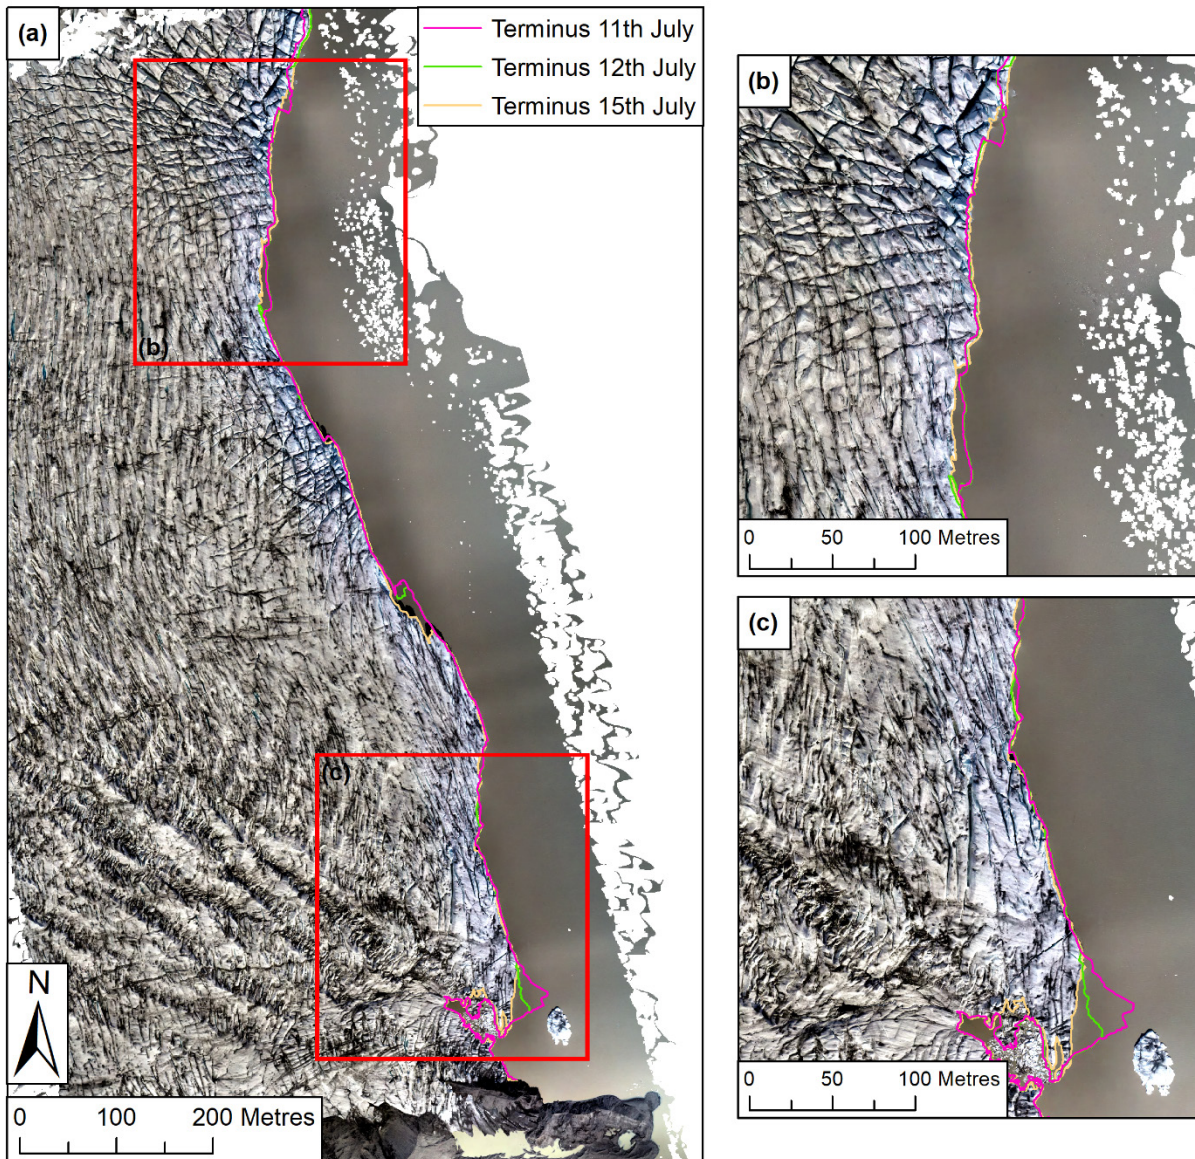 (a)
Terminus 11th July
Terminus 12th July
Terminus 15th July
(b)
(c)
N
0 100 200 Metres
(b)
0 50 100 Metres
(c)
0 50 100 Metres